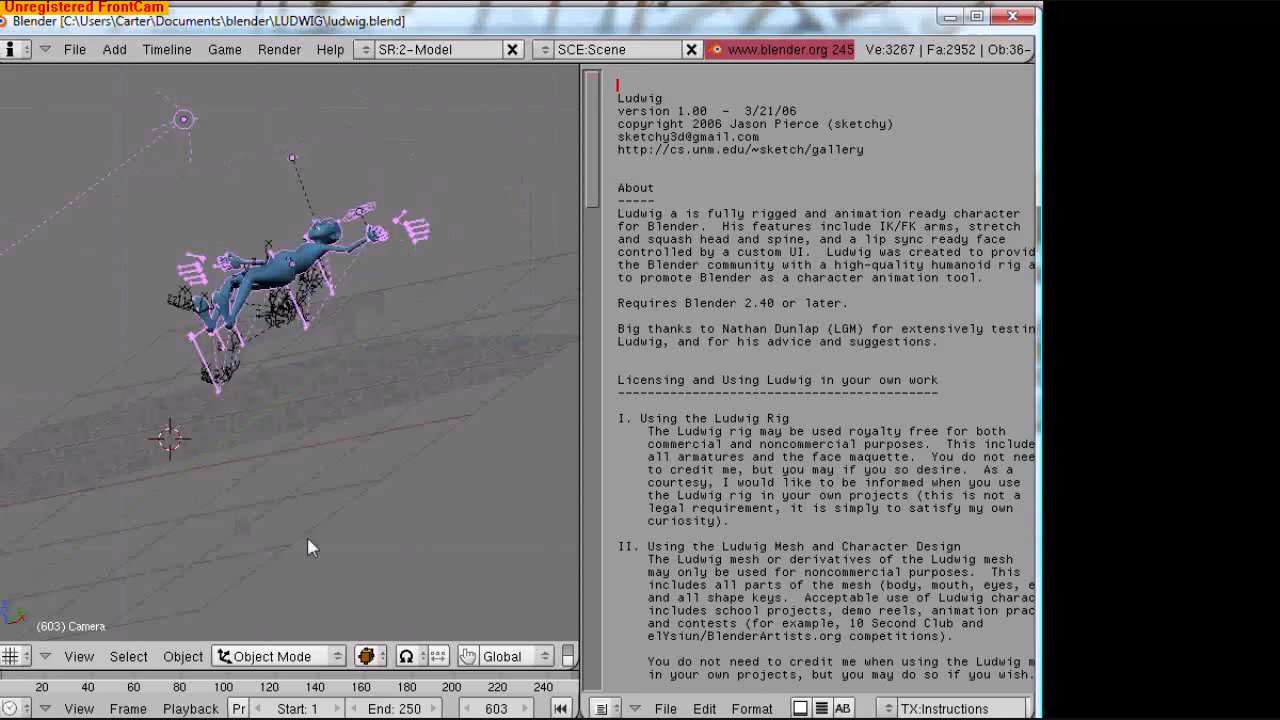 Unregistered FrontCam
Blender [C:\Users\Carter\Documents\blender\LUDWIG\ludwig.blend]
File Add Timeline Game Render Help SR:2-Model SCE:Scene www.blender.org 245 Ve:3267 | Fa:2952 | Ob:36-
Ludwig
version 1.00 - 3/21/06
copyright 2006 Jason Pierce (sketchy)
sketchy3d@gmail.com
http://cs.unm.edu/~sketch/gallery
About
-----
Ludwig a is fully rigged and animation ready character
for Blender. His features include IK/FK arms, stretch
and squash head and spine, and a lip sync ready face
controlled by a custom UI. Ludwig was created to provid
the Blender community with a high-quality humanoid rig a
to promote Blender as a character animation tool.
Requires Blender 2.40 or later.
Big thanks to Nathan Dunlap (LGM) for extensively testin
Ludwig, and for his advice and suggestions.
Licensing and Using Ludwig in your own work
-------------------------------------------
I. Using the Ludwig Rig
The Ludwig rig may be used royalty free for both
commercial and noncommercial purposes. This include
all armatures and the face maquette. You do not nee
to credit me, but you may if you so desire. As a
courtesy, I would like to be informed when you use
the Ludwig rig in your own projects (this is not a
legal requirement, it is simply to satisfy my own
curiosity).
II. Using the Ludwig Mesh and Character Design
The Ludwig mesh or derivatives of the Ludwig mesh
may only be used for noncommercial purposes. This
includes all parts of the mesh (body, mouth, eyes, e
and all shape keys. Acceptable use of Ludwig charac
includes school projects, demo reels, animation prac
and contests (for example, 10 Second Club and
elYsiun/BlenderArtists.org competitions).
You do not need to credit me when using the Ludwig m
in your own projects, but you may do so if you wish.
(603) Camera
View Select Object Object Mode Global
20 40 60 80 100 120 140 160 180 200 220 240
View Frame Playback Pr Start: 1 End: 250 603
File Edit Format AB TX:Instructions